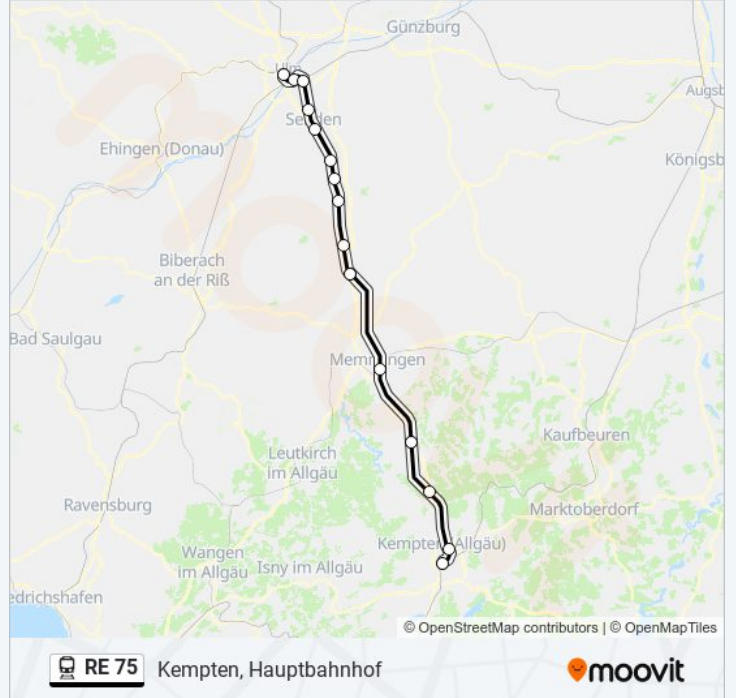 Günzburg
Ulm
Augsb
Senden
Ehingen (Donau)
Königsb
Biberach
an der Riß
Bad Saulgau
Memmingen
Kaufbeuren
Leutkirch
im Allgäu
Ravensburg
Marktoberdorf
Kempten (Allgäu)
Wangen
im Allgäu
Isny im Allgäu
edrichshafen
© OpenStreetMap contributors | © OpenMapTiles
RE 75 Kempten, Hauptbahnhof
moovit